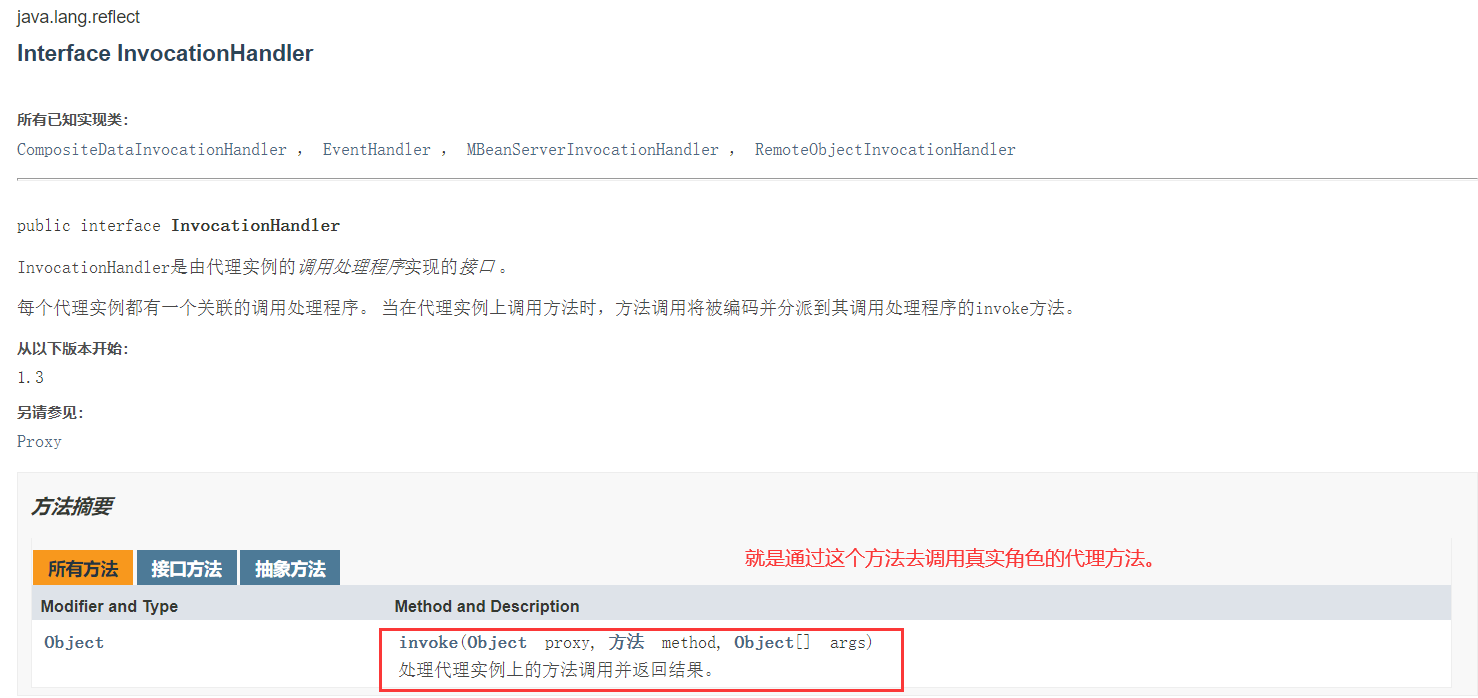 java.lang.reflect
Interface InvocationHandler
所有已知实现类：
CompositeDataInvocationHandler ， EventHandler ， MBeanServerInvocationHandler ， RemoteObjectInvocationHandler
public interface InvocationHandler
InvocationHandler是由代理实例的调用处理程序实现的接口 。
每个代理实例都有一个关联的调用处理程序。 当在代理实例上调用方法时，方法调用将被编码并分派到其调用处理程序的invoke方法。
从以下版本开始：
1.3
另请参见：
Proxy
方法摘要
就是通过这个方法去调用真实角色的代理方法。
所有方法 接口方法 抽象方法
Modifier and Type Method and Description
Object invoke(Object proxy, 方法 method, Object[] args)
处理代理实例上的方法调用并返回结果。